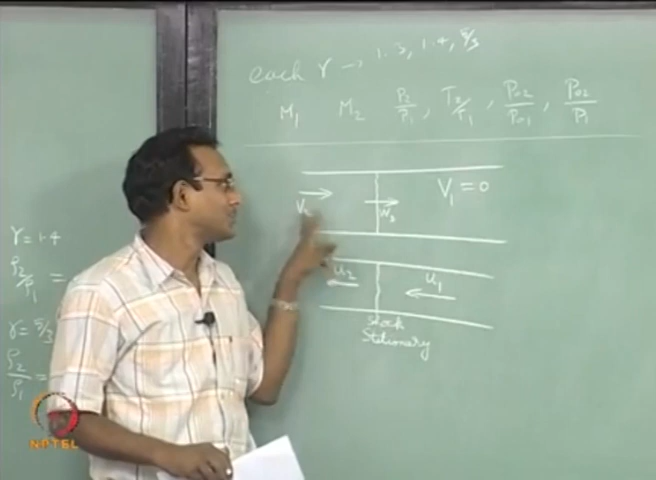 each γ → 1.3, 1.4, 5/3
M₁ M₂ P₂/P₁, T₂/T₁, P₀₂/P₀₁, P₀₂/P₁
V₂ W₃ V₁ = 0
u₂ u₁
Shock
Stationary
γ = 1.4
ρ₂/ρ₁ =
γ = 5/3
ρ₂/ρ₁ =
NPTEL